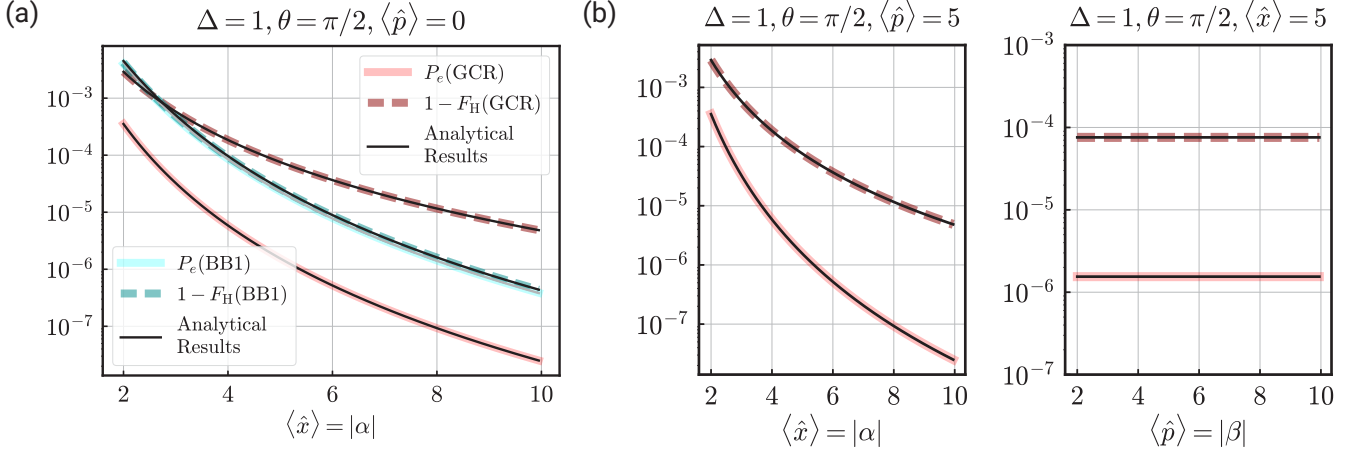 (a)
Δ = 1, θ = π/2, ⟨p̂⟩ = 0
10⁻³
10⁻⁴
10⁻⁵
10⁻⁶
10⁻⁷
P_e(GCR)
1 − F_H(GCR)
Analytical
Results
P_e(BB1)
1 − F_H(BB1)
Analytical
Results
2 4 6 8 10
⟨x̂⟩ = |α|
(b)
Δ = 1, θ = π/2, ⟨p̂⟩ = 5
10⁻³
10⁻⁴
10⁻⁵
10⁻⁶
10⁻⁷
2 4 6 8 10
⟨x̂⟩ = |α|
Δ = 1, θ = π/2, ⟨x̂⟩ = 5
10⁻³
10⁻⁴
10⁻⁵
10⁻⁶
10⁻⁷
2 4 6 8 10
⟨p̂⟩ = |β|